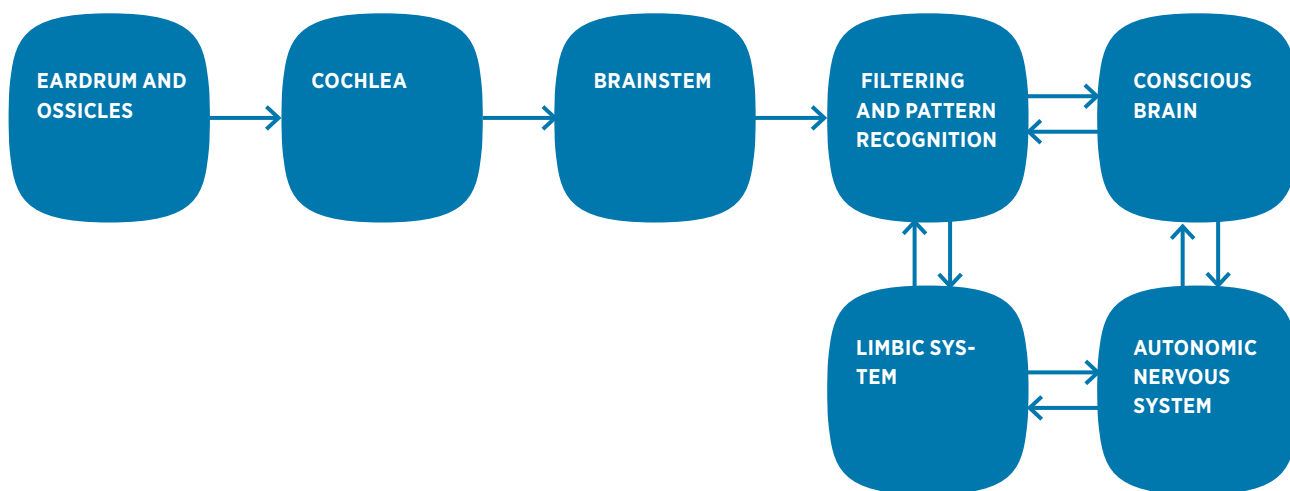 EARDRUM AND
OSSICLES
COCHLEA
BRAINSTEM
FILTERING
AND PATTERN
RECOGNITION
CONSCIOUS
BRAIN
LIMBIC SYS-
TEM
AUTONOMIC
NERVOUS
SYSTEM